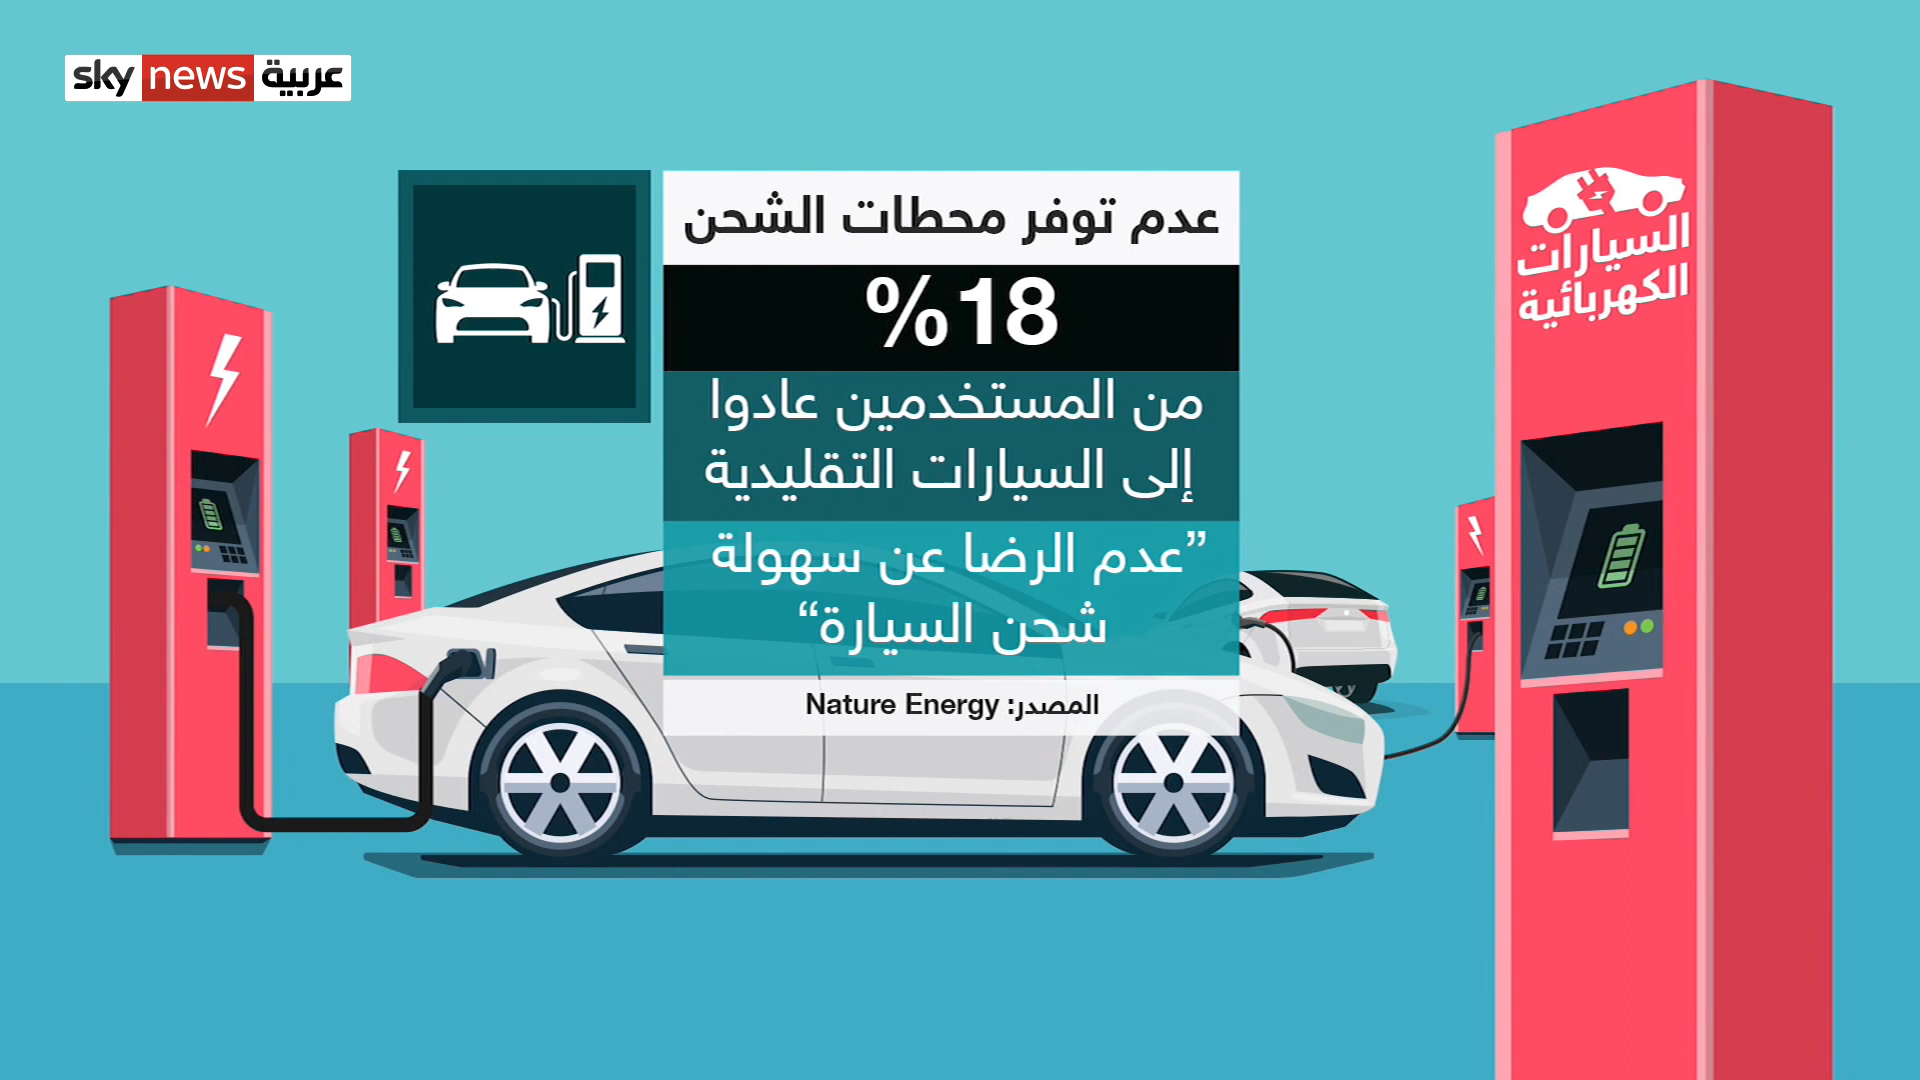 sky news عربية
عدم توفر محطات الشحن
%18
من المستخدمين عادوا
إلى السيارات التقليدية
”عدم الرضا عن سهولة
شحن السيارة“
المصدر: Nature Energy
السيارات
الكهربائية